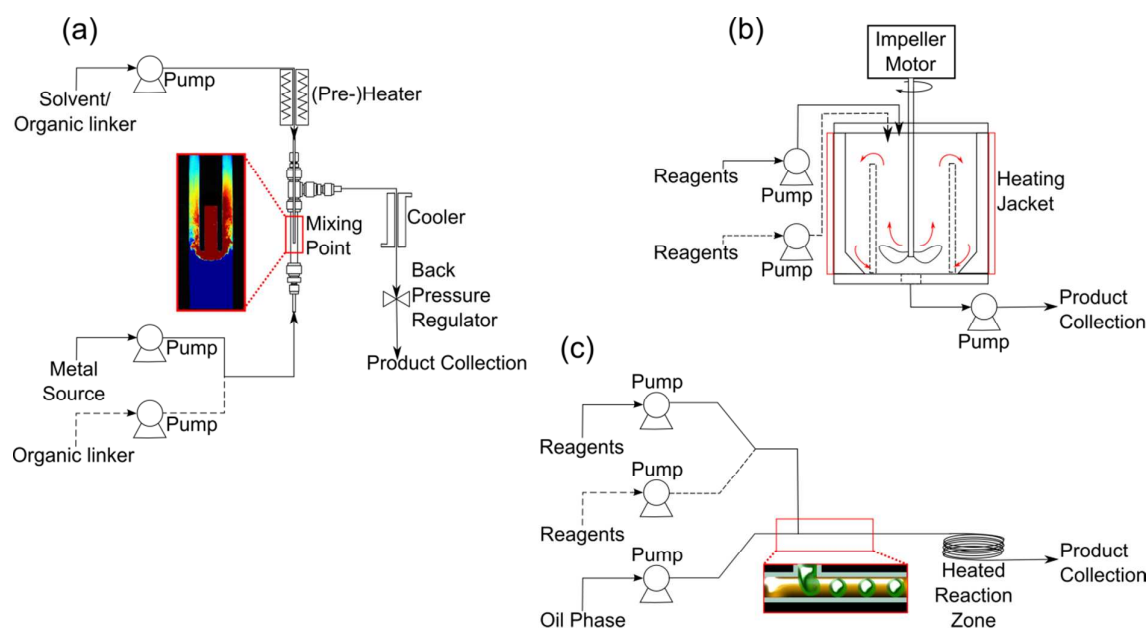 (a)
Pump
Solvent/
Organic linker
(Pre-)Heater
Mixing
Point
Cooler
Back
Pressure
Regulator
Product Collection
Pump
Metal
Source
Pump
Organic linker
(b)
Impeller
Motor
Reagents
Pump
Heating
Jacket
Reagents
Pump
Pump
Product
Collection
(c)
Pump
Reagents
Pump
Reagents
Pump
Oil Phase
Heated
Reaction
Zone
Product
Collection